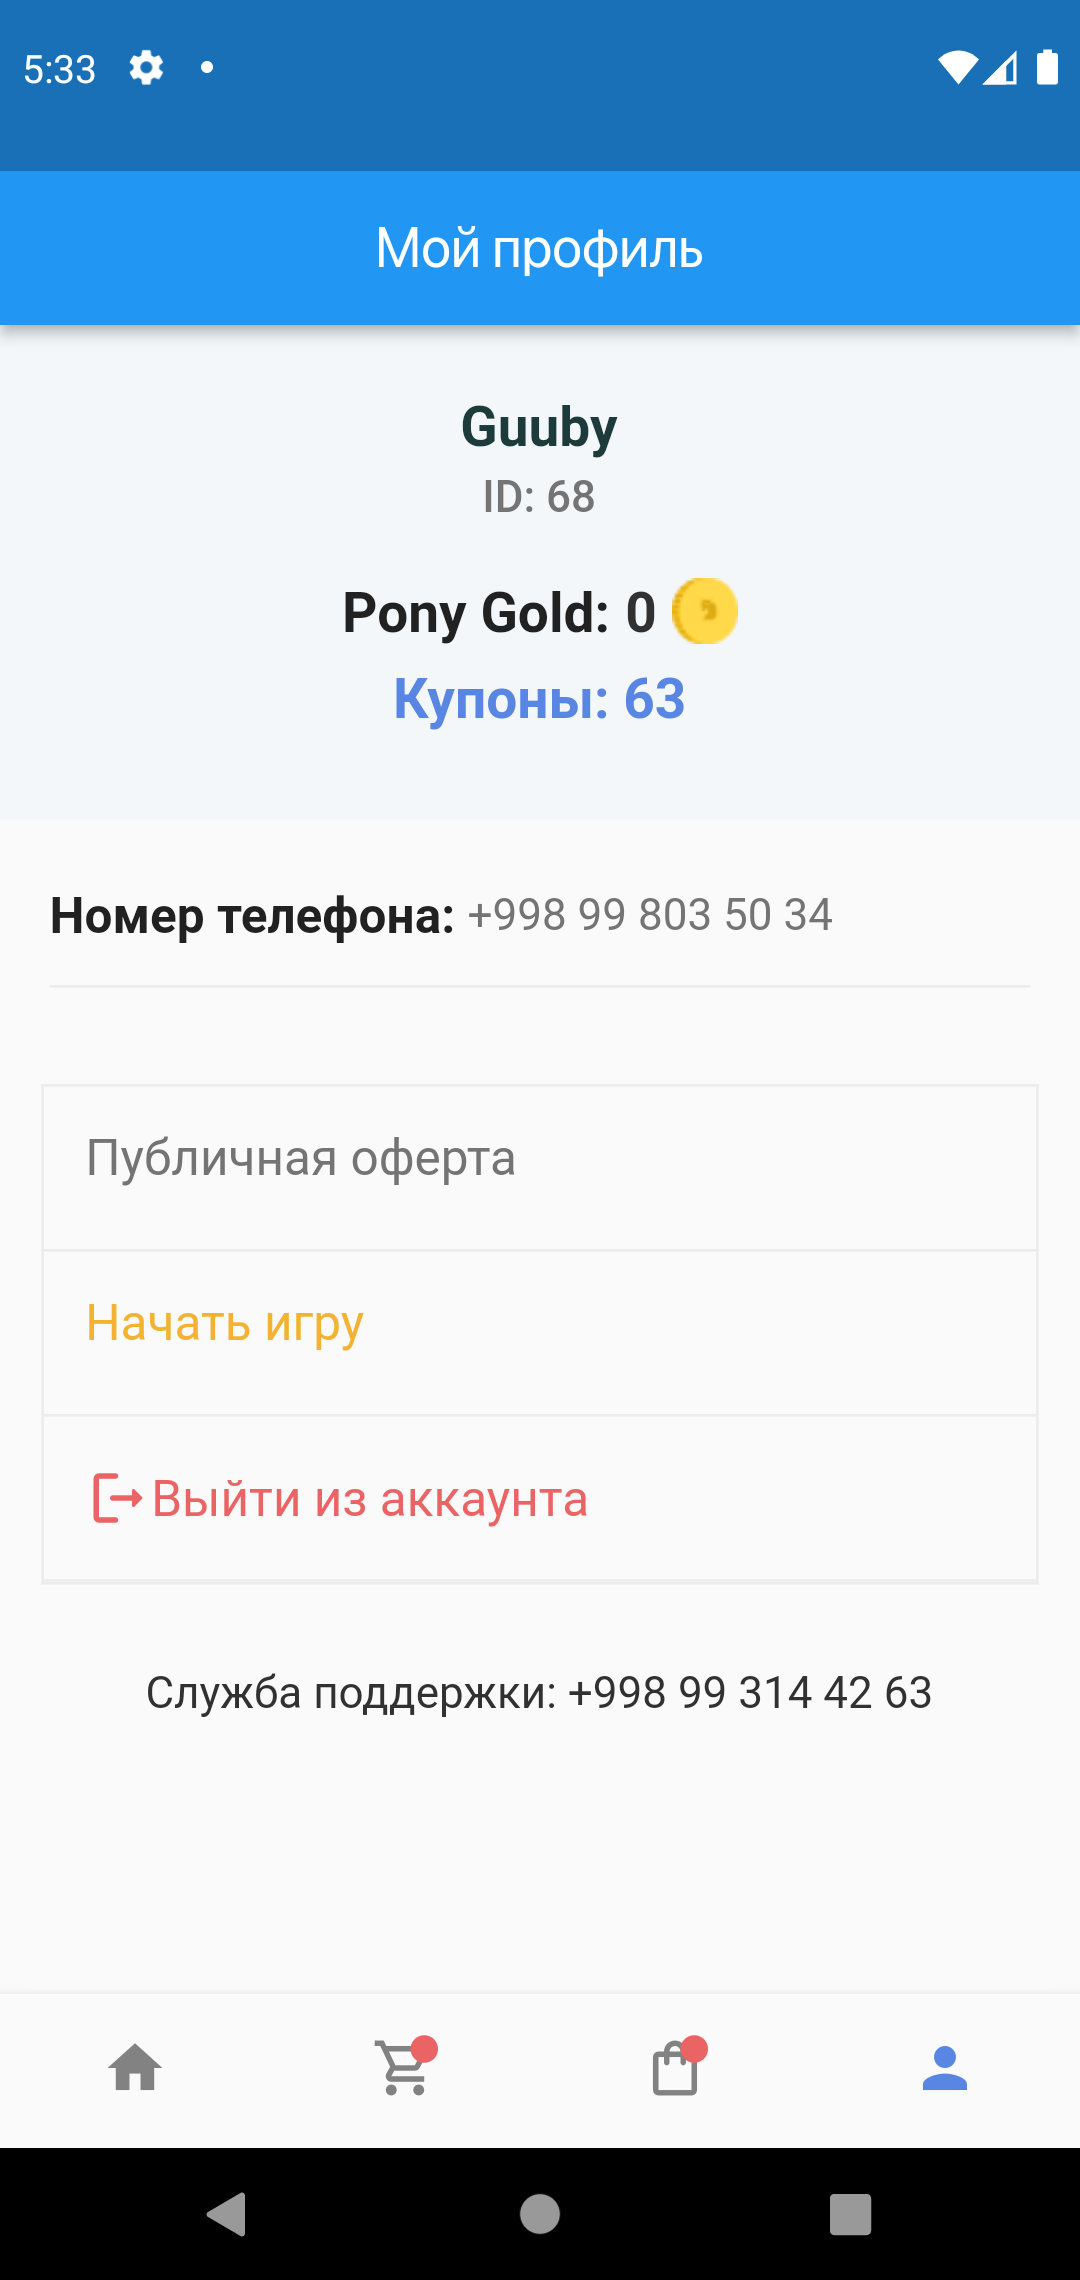 5:33
Мой профиль
Guuby
ID: 68
Pony Gold: 0
Купоны: 63
Номер телефона: +998 99 803 50 34
Публичная оферта
Начать игру
Выйти из аккаунта
Служба поддержки: +998 99 314 42 63